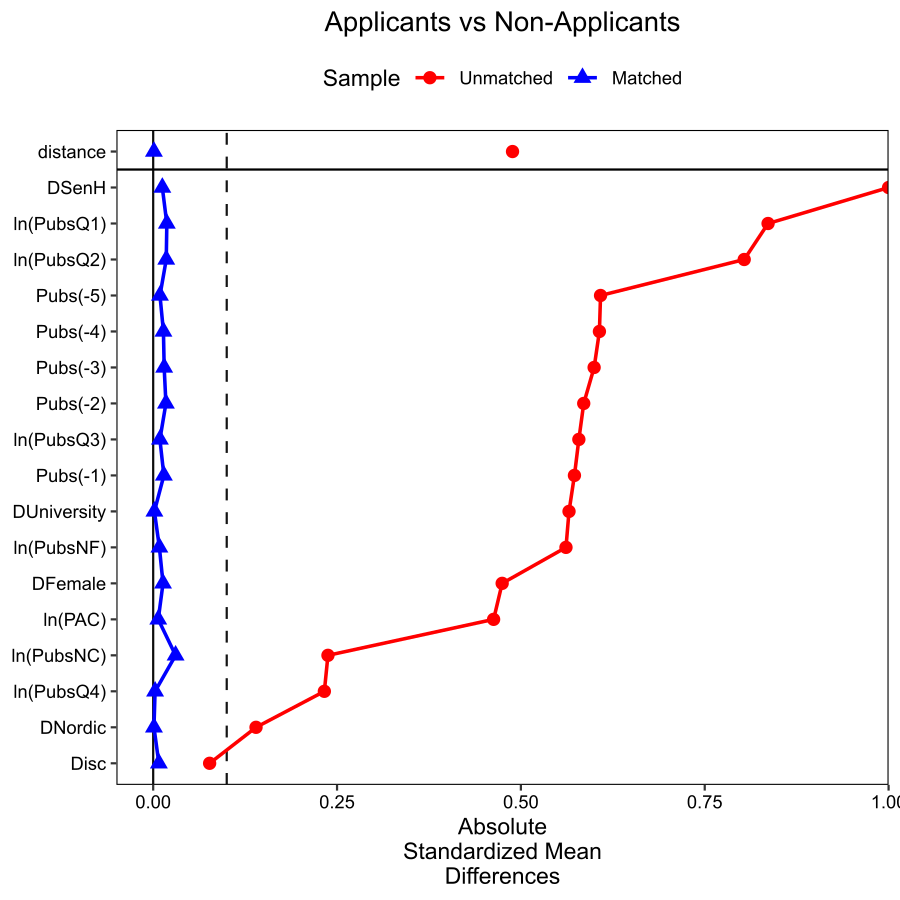 Applicants vs Non-Applicants
Sample Unmatched Matched
distance
DSenH
ln(PubsQ1)
ln(PubsQ2)
Pubs(-5)
Pubs(-4)
Pubs(-3)
Pubs(-2)
ln(PubsQ3)
Pubs(-1)
DUniversity
ln(PubsNF)
DFemale
ln(PAC)
ln(PubsNC)
ln(PubsQ4)
DNordic
Disc
0.00 0.25 0.50 0.75 1.00
Absolute
Standardized Mean
Differences